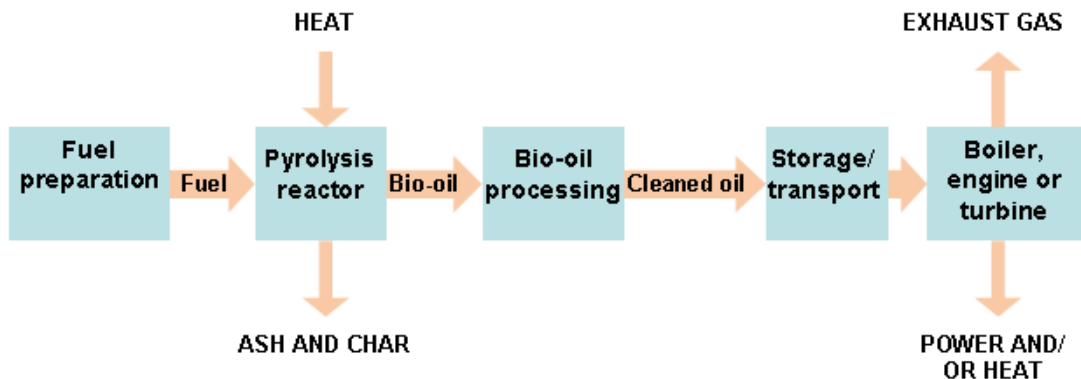 HEAT
EXHAUST GAS
Fuel
preparation
Fuel
Pyrolysis
reactor
Bio-oil
Bio-oil
processing
Cleaned oil
Storage/
transport
Boiler,
engine or
turbine
ASH AND CHAR
POWER AND/
OR HEAT